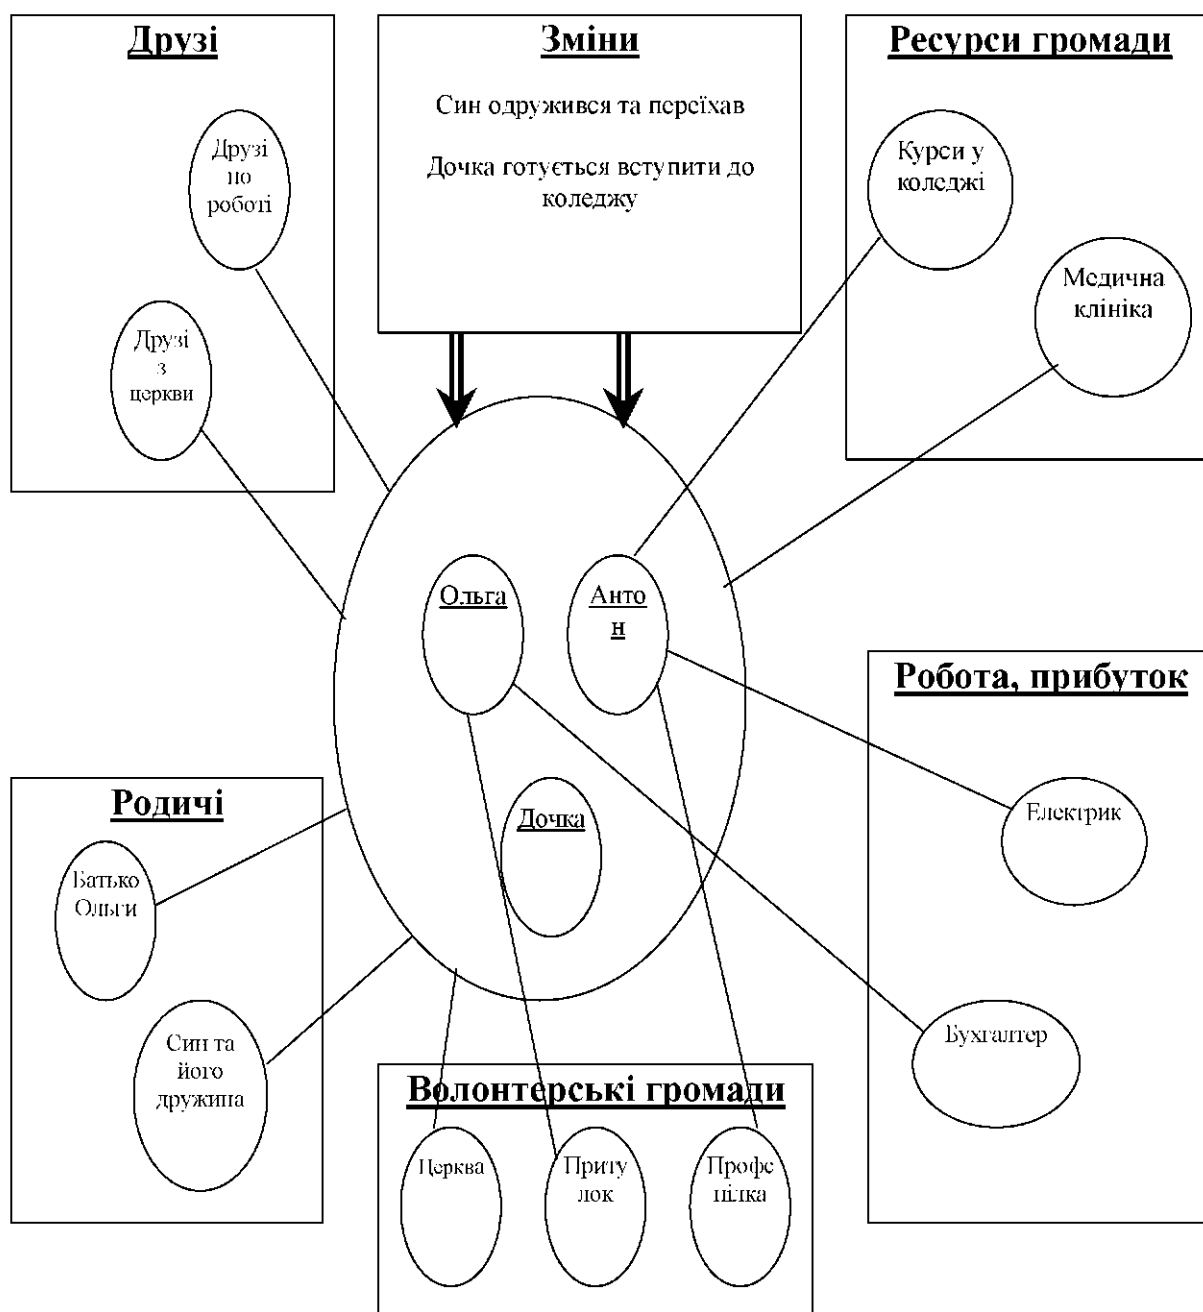 Друзі
Друзі
по
роботі
Друзі
з
церкви
Зміни
Син одружився та переїхав
Дочка готується вступити до
коледжу
Ресурси громади
Курси у
коледжі
Медична
клініка
Ольга
Анто
н
Дочка
Робота, прибуток
Електрик
Бухгалтер
Родичі
Батько
Ольги
Син та
його
дружина
Волонтерські громади
Церква
Приту
лок
Профс
пілка